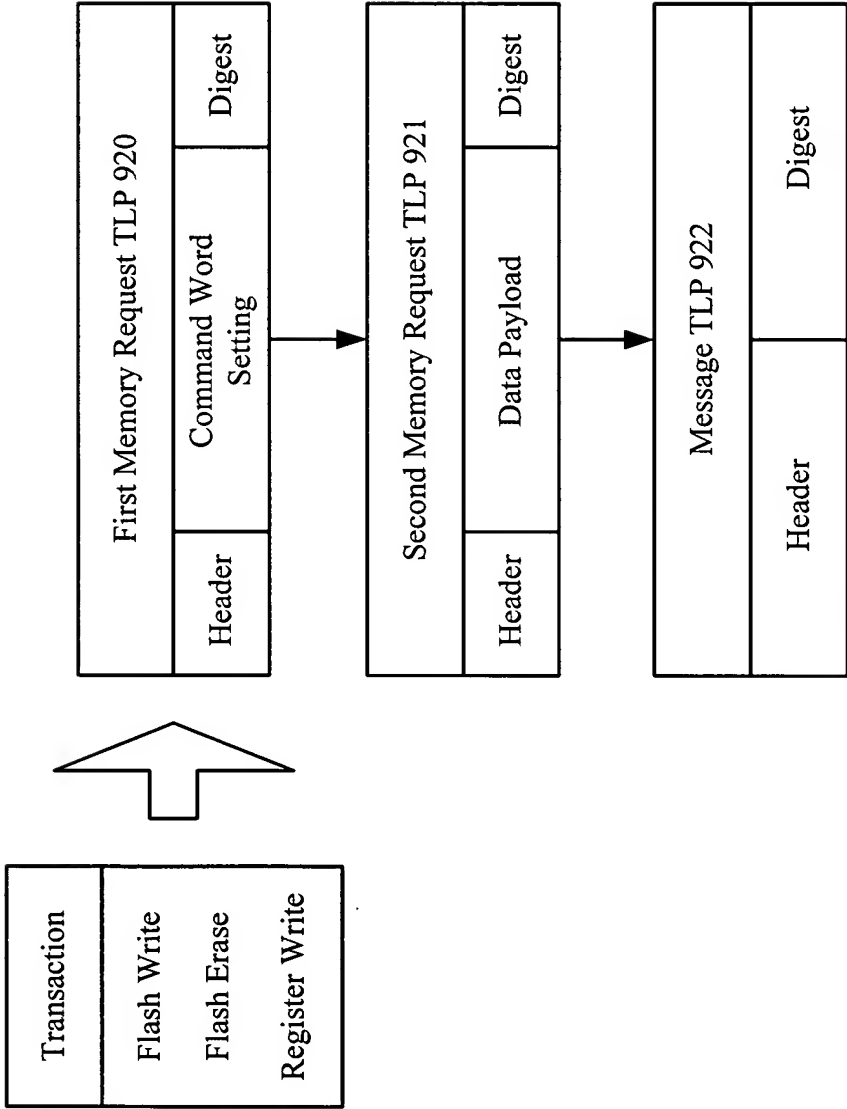 Transaction
Flash Write
Flash Erase
Register Write
First Memory Request TLP 920
Header
Command Word
Setting
Digest
Second Memory Request TLP 921
Header
Data Payload
Digest
Message TLP 922
Header
Digest